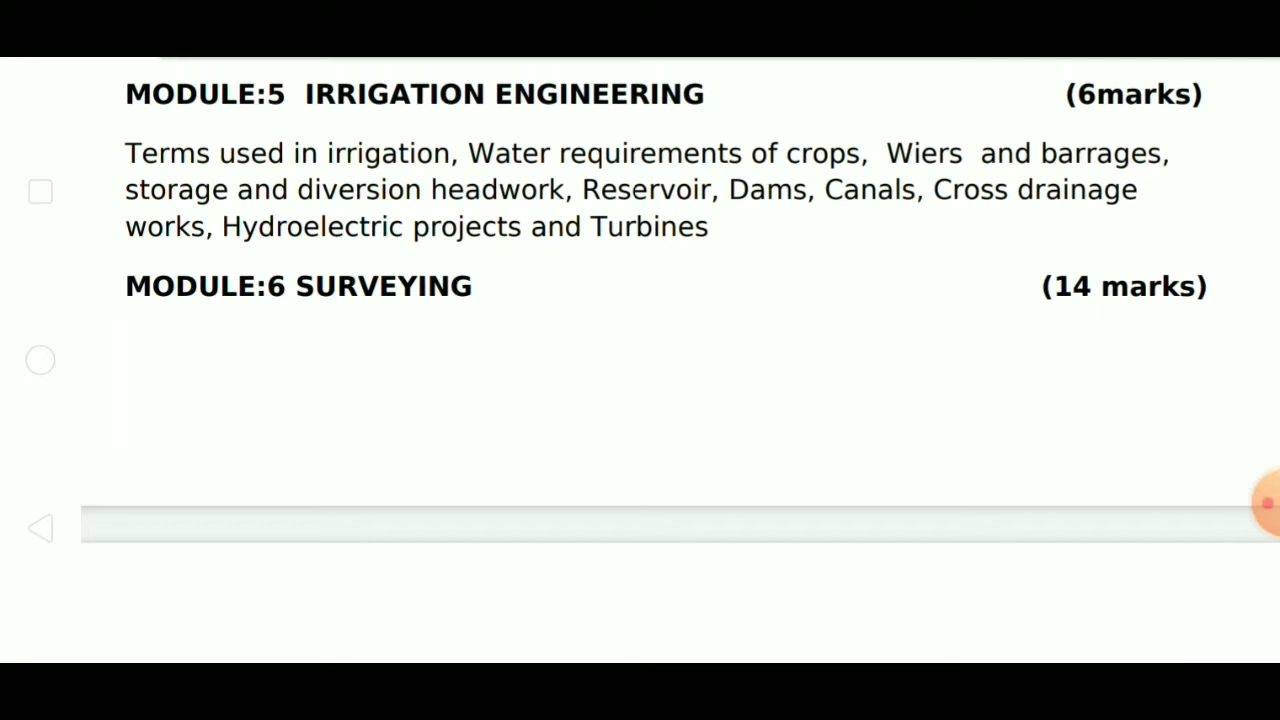 MODULE:5 IRRIGATION ENGINEERING (6marks)
Terms used in irrigation, Water requirements of crops, Wiers and barrages,
storage and diversion headwork, Reservoir, Dams, Canals, Cross drainage
works, Hydroelectric projects and Turbines
MODULE:6 SURVEYING (14 marks)